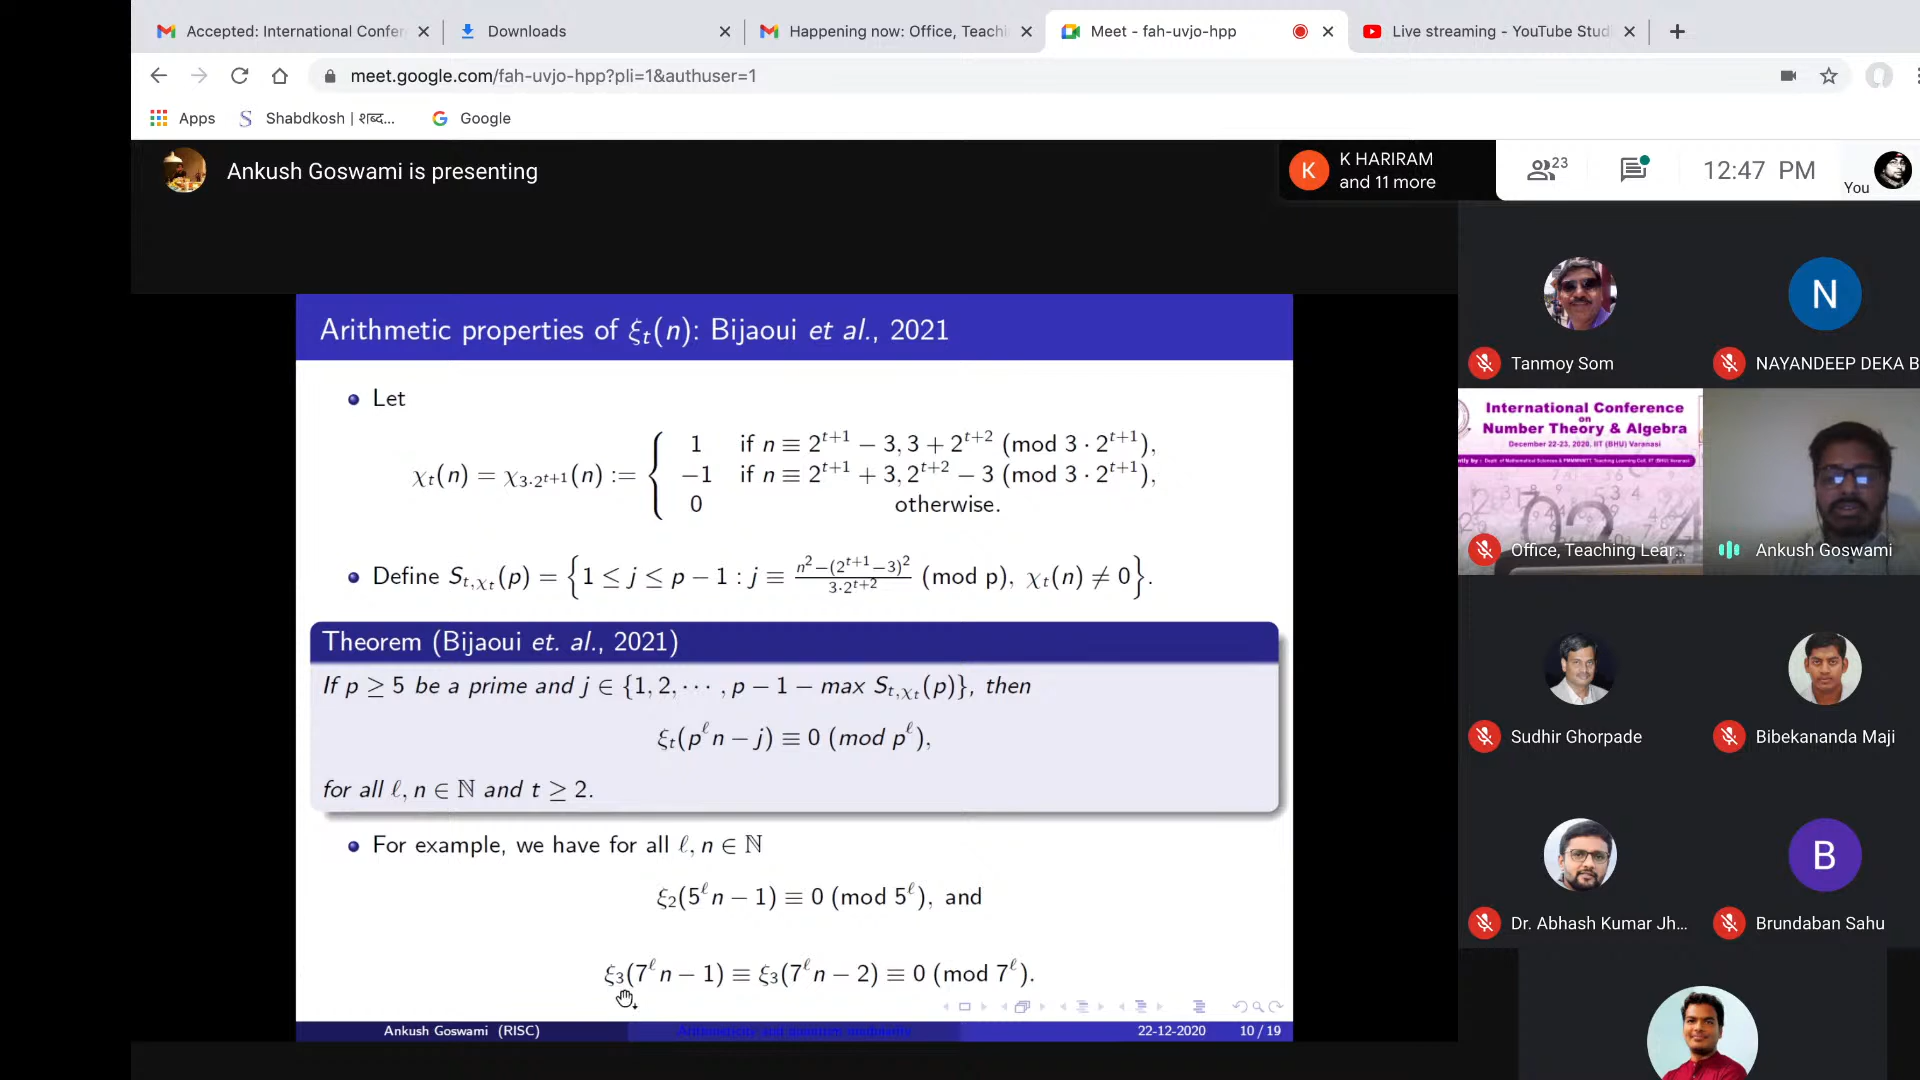 Accepted: International Confer
Downloads
Happening now: Office, Teachi
Meet - fah-uvjo-hpp
Live streaming - YouTube Stud
meet.google.com/fah-uvjo-hpp?pli=1&authuser=1
Apps
Shabdkosh | शब्द...
Google
Ankush Goswami is presenting
K
K HARIRAM
and 11 more
23
12:47 PM
You
Arithmetic properties of ξ_t(n): Bijaoui et al., 2021
Let
χ_t(n) = χ_{3·2^{t+1}}(n) := { 1 if n ≡ 2^{t+1} − 3, 3 + 2^{t+2} (mod 3 · 2^{t+1}),
−1 if n ≡ 2^{t+1} + 3, 2^{t+2} − 3 (mod 3 · 2^{t+1}),
0 otherwise.
Define S_{t,χ_t}(p) = {1 ≤ j ≤ p − 1 : j ≡ \frac{n^2−(2^{t+1}−3)^2}{3·2^{t+2}} (mod p), χ_t(n) ≠ 0}.
Theorem (Bijaoui et. al., 2021)
If p ≥ 5 be a prime and j ∈ {1, 2, ··· , p − 1 − max S_{t,χ_t}(p)}, then
ξ_t(p^ℓ n − j) ≡ 0 (mod p^ℓ),
for all ℓ, n ∈ ℕ and t ≥ 2.
For example, we have for all ℓ, n ∈ ℕ
ξ_2(5^ℓ n − 1) ≡ 0 (mod 5^ℓ), and
ξ_3(7^ℓ n − 1) ≡ ξ_3(7^ℓ n − 2) ≡ 0 (mod 7^ℓ).
Ankush Goswami (RISC)
22-12-2020
10 / 19
Tanmoy Som
N
NAYANDEEP DEKA B
International Conference
on
Number Theory & Algebra
December 22-23, 2020, IIT (BHU) Varanasi
Office, Teaching Lear...
Ankush Goswami
Sudhir Ghorpade
Bibekananda Maji
Dr. Abhash Kumar Jh...
B
Brundaban Sahu